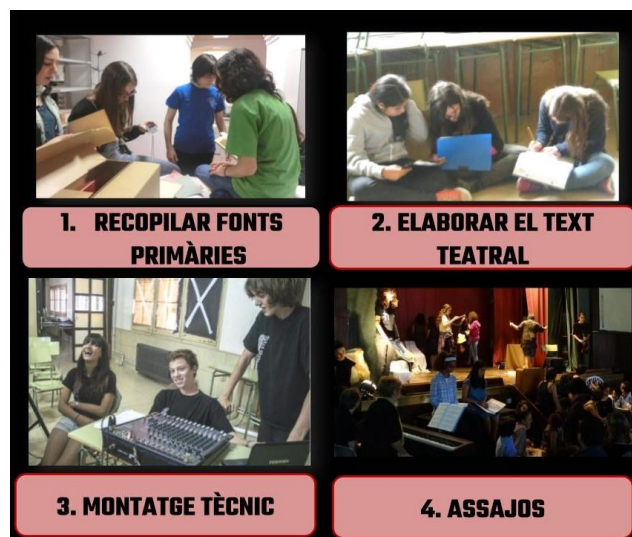 1. RECOPILAR FONTS
PRIMÀRIES
2. ELABORAR EL TEXT
TEATRAL
3. MONTATGE TÈCNIC
4. ASSAJOS